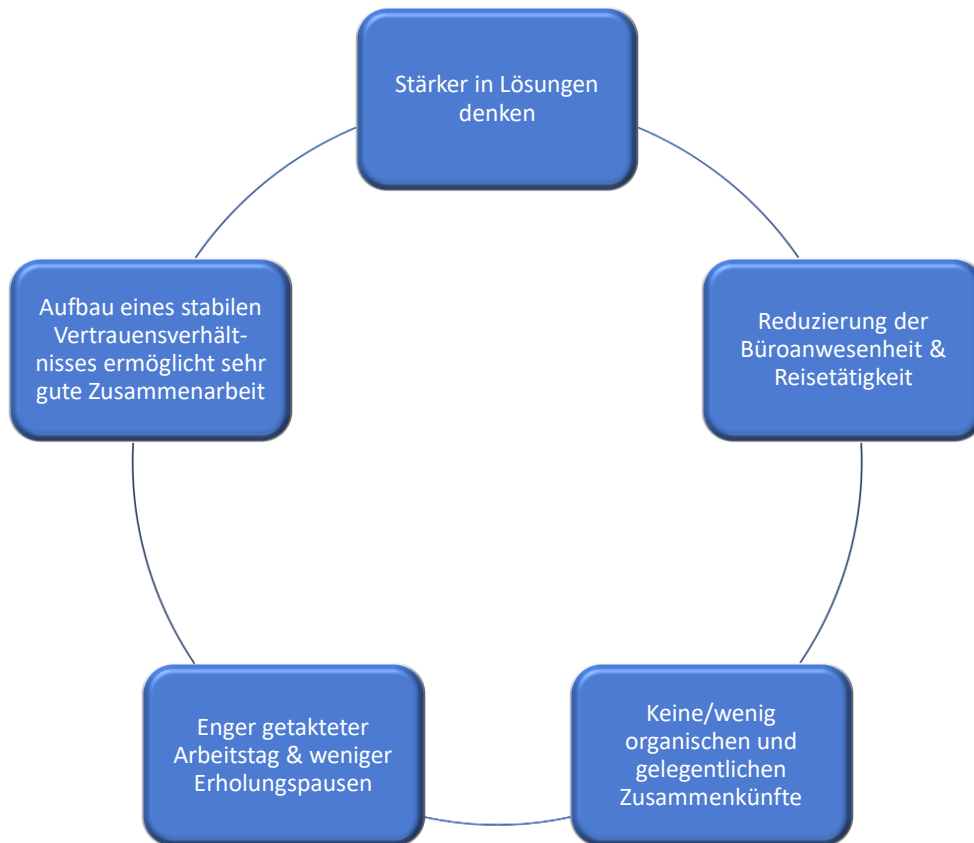 Stärker in Lösungen
denken
Aufbau eines stabilen
Vertrauensverhält-
nisses ermöglicht sehr
gute Zusammenarbeit
Reduzierung der
Büroanwesenheit &
Reisetätigkeit
Enger getakteter
Arbeitstag & weniger
Erholungspausen
Keine/wenig
organischen und
gelegentlichen
Zusammenkünfte